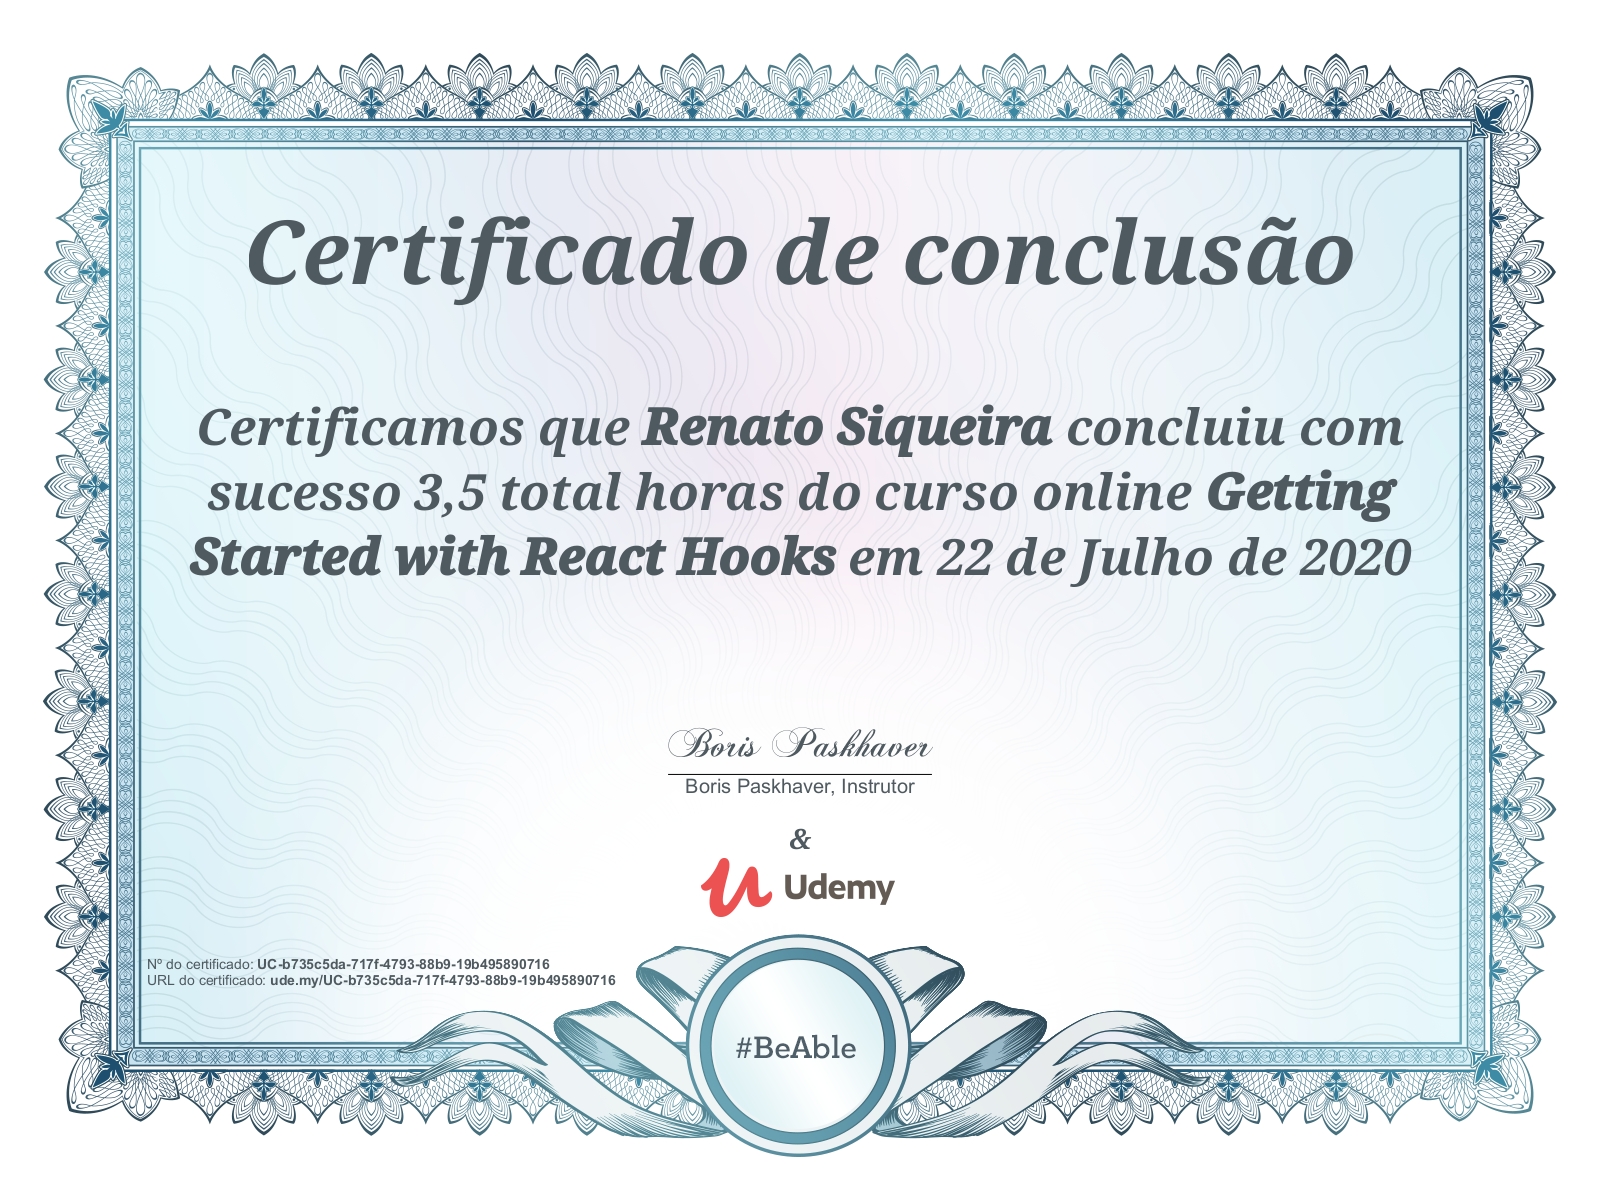 Certificado de conclusão
Certificamos que Renato Siqueira concluiu com
sucesso 3,5 total horas do curso online Getting
Started with React Hooks em 22 de Julho de 2020
Boris Paskhaver
Boris Paskhaver, Instrutor
&
Udemy
Nº do certificado: UC-b735c5da-717f-4793-88b9-19b495890716
URL do certificado: ude.my/UC-b735c5da-717f-4793-88b9-19b495890716
#BeAble